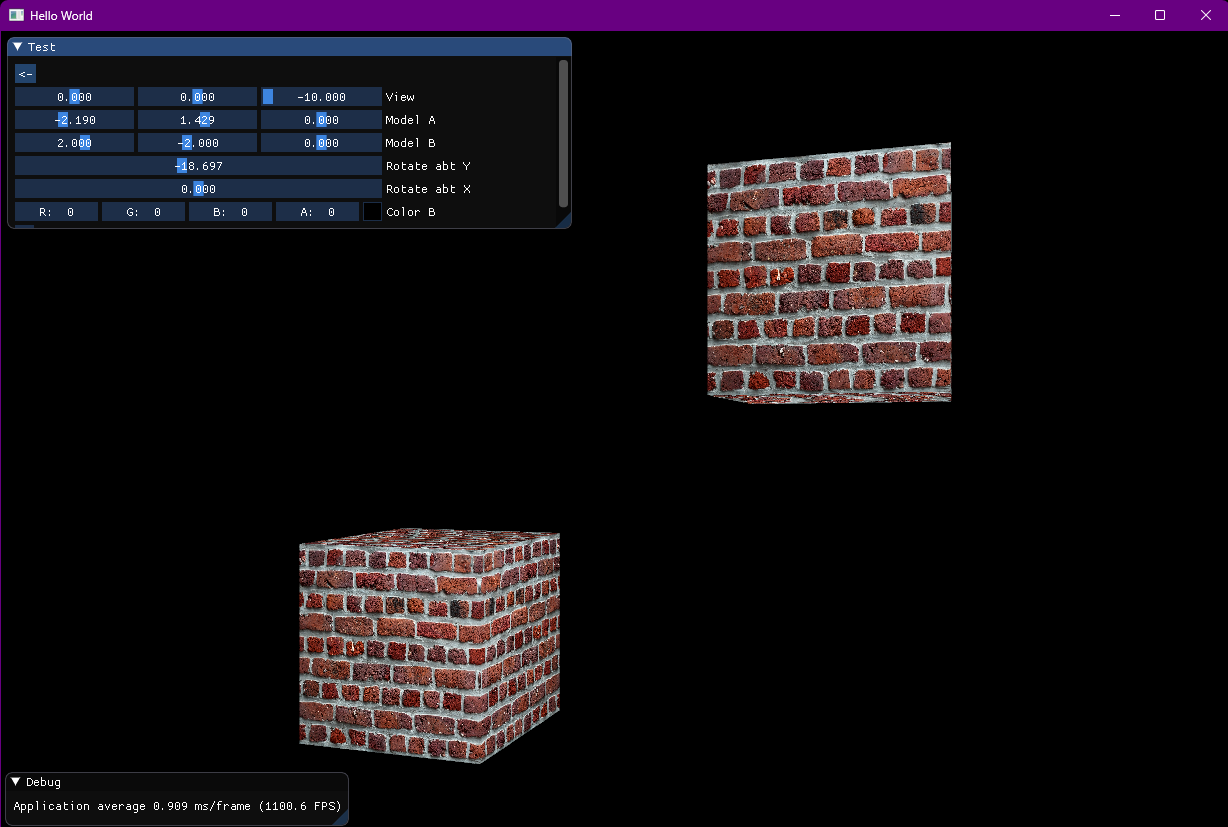 Hello World
Test
<-
0.000 0.000 -10.000 View
-2.190 1.429 0.000 Model A
2.000 -2.000 0.000 Model B
-18.697 Rotate abt Y
0.000 Rotate abt X
R: 0 G: 0 B: 0 A: 0 Color B
Debug
Application average 0.909 ms/frame (1100.6 FPS)